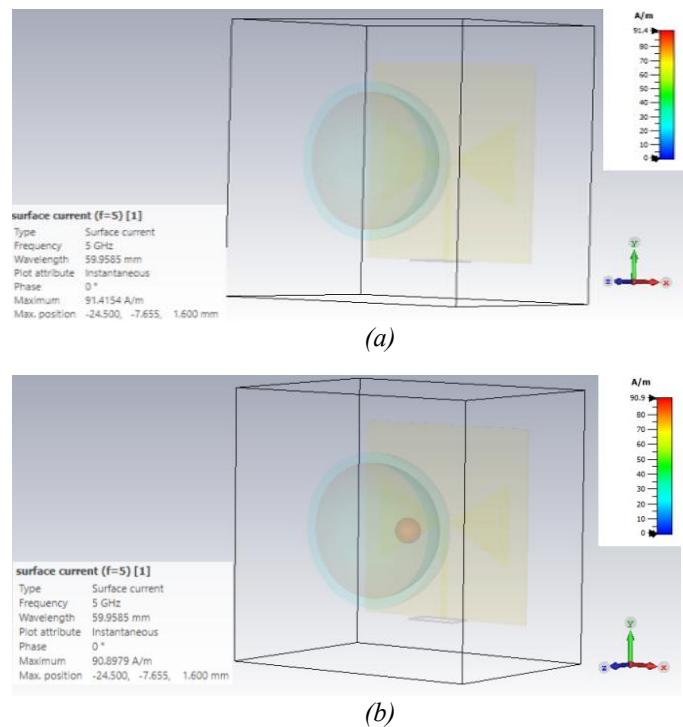 A/m
91.4
80
70
60
50
40
30
20
10
0
surface current (f=5) [1]
Type Surface current
Frequency 5 GHz
Wavelength 59.9585 mm
Plot attribute Instantaneous
Phase 0 °
Maximum 91.4154 A/m
Max. position -24.500, -7.655, 1.600 mm
y
z
x
(a)
A/m
90.9
80
70
60
50
40
30
20
10
0
surface current (f=5) [1]
Type Surface current
Frequency 5 GHz
Wavelength 59.9585 mm
Plot attribute Instantaneous
Phase 0 °
Maximum 90.8979 A/m
Max. position -24.500, -7.655, 1.600 mm
y
z
x
(b)